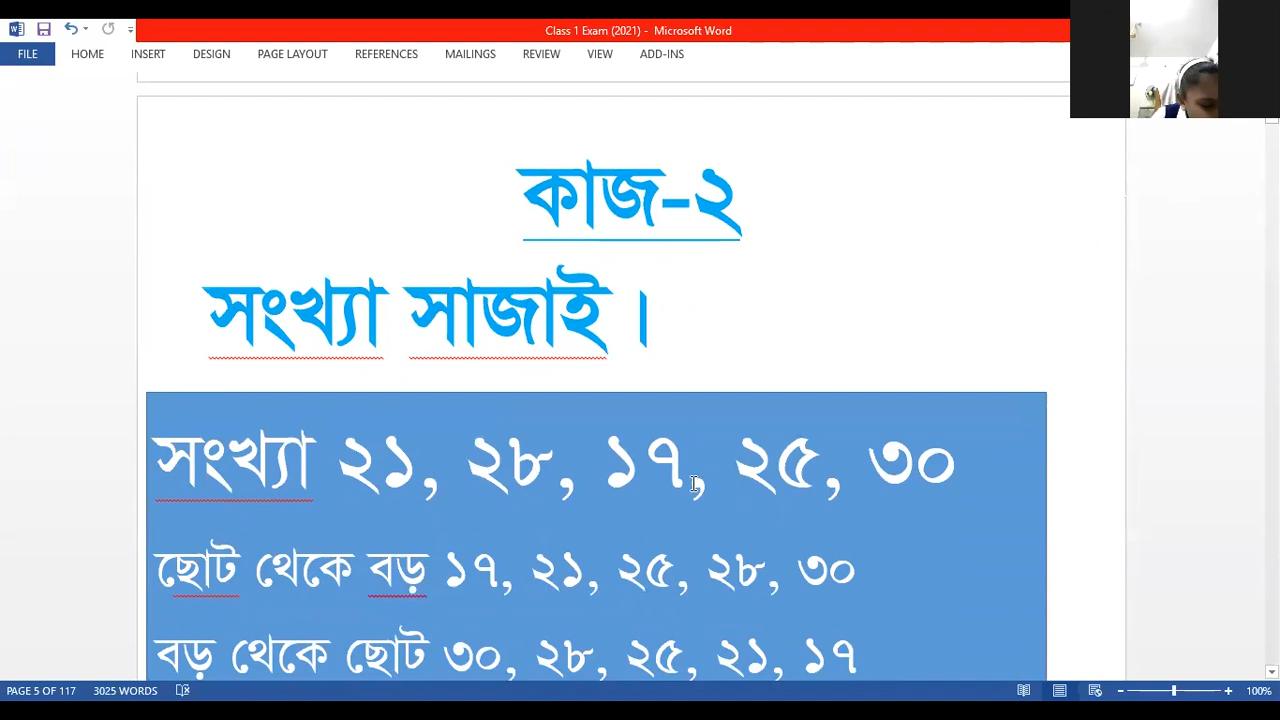 Class 1 Exam (2021) - Microsoft Word
FILE HOME INSERT DESIGN PAGE LAYOUT REFERENCES MAILINGS REVIEW VIEW ADD-INS
কাজ-২
সংখ্যা সাজাই।
সংখ্যা ২১, ২৮, ১৭, ২৫, ৩০
ছোট থেকে বড় ১৭, ২১, ২৫, ২৮, ৩০
বড় থেকে ছোট ৩০, ২৮, ২৫, ২১, ১৭
PAGE 5 OF 117 3025 WORDS 100%